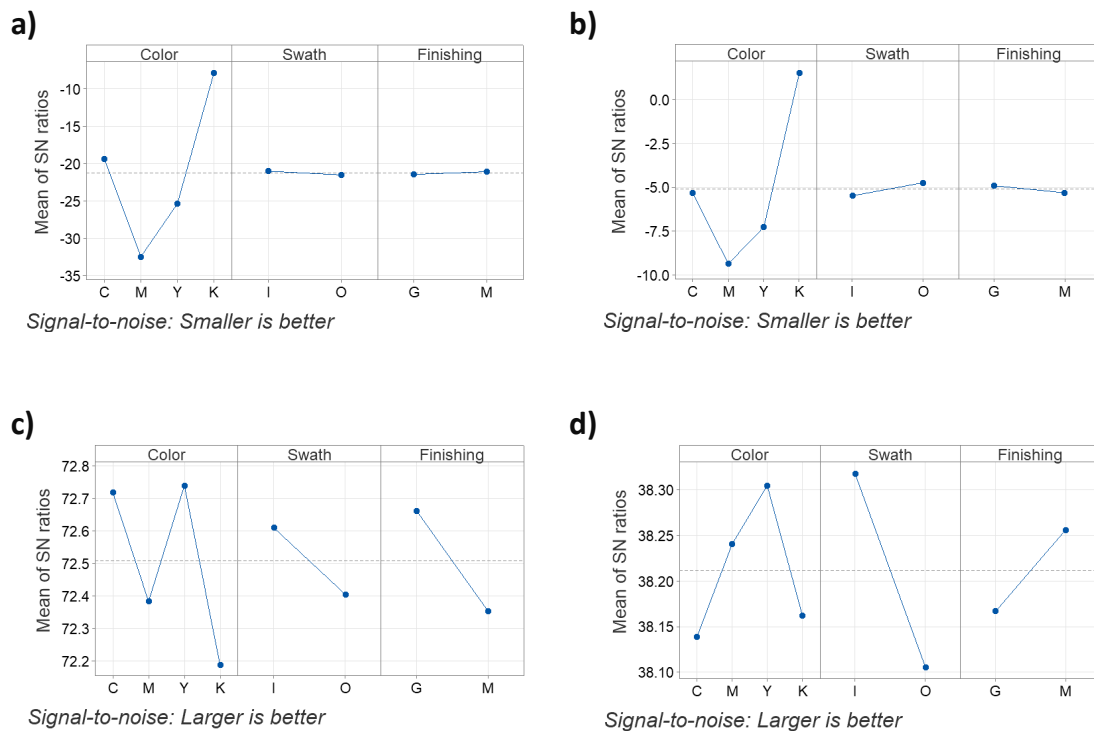 a)
Color Swath Finishing
Mean of SN ratios
-10
-15
-20
-25
-30
-35
C M Y K I O G M
Signal-to-noise: Smaller is better
b)
Color Swath Finishing
Mean of SN ratios
0.0
-2.5
-5.0
-7.5
-10.0
C M Y K I O G M
Signal-to-noise: Smaller is better
c)
Color Swath Finishing
Mean of SN ratios
72.8
72.7
72.6
72.5
72.4
72.3
72.2
C M Y K I O G M
Signal-to-noise: Larger is better
d)
Color Swath Finishing
Mean of SN ratios
38.30
38.25
38.20
38.15
38.10
C M Y K I O G M
Signal-to-noise: Larger is better